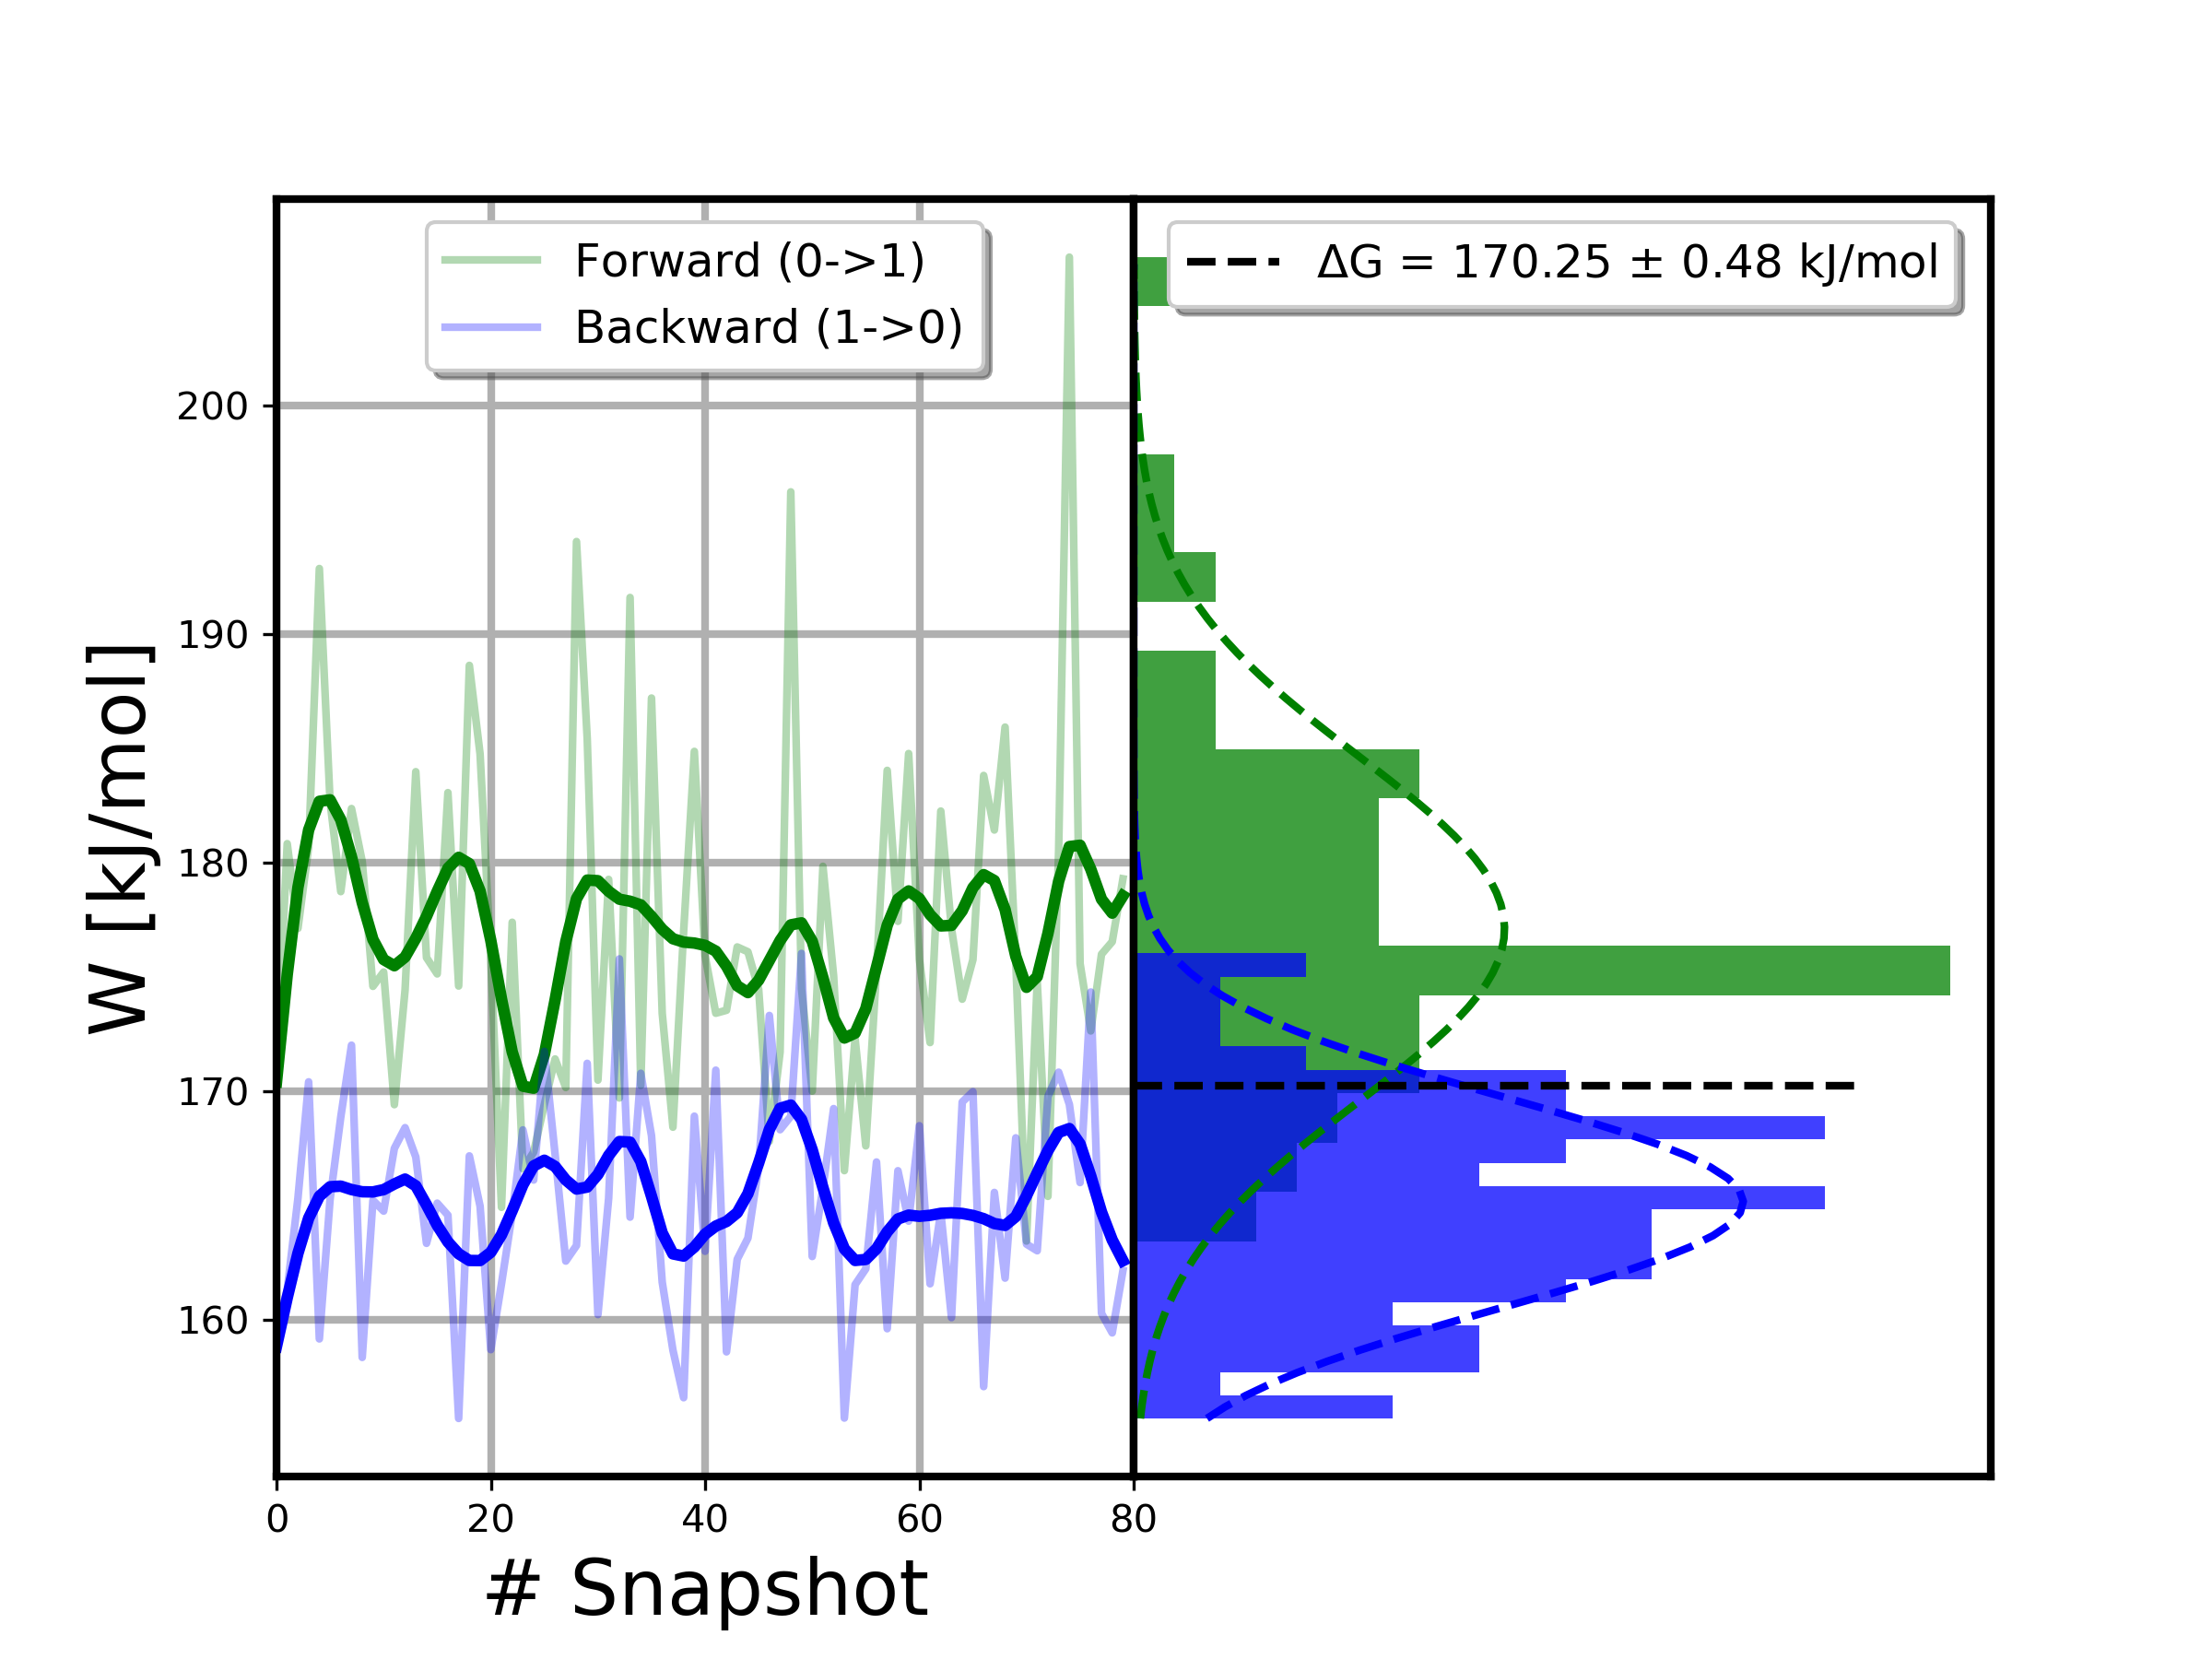 Forward (0->1)
Backward (1->0)
ΔG = 170.25 ± 0.48 kJ/mol
200
190
180
170
160
W [kJ/mol]
0
20
40
60
80
# Snapshot